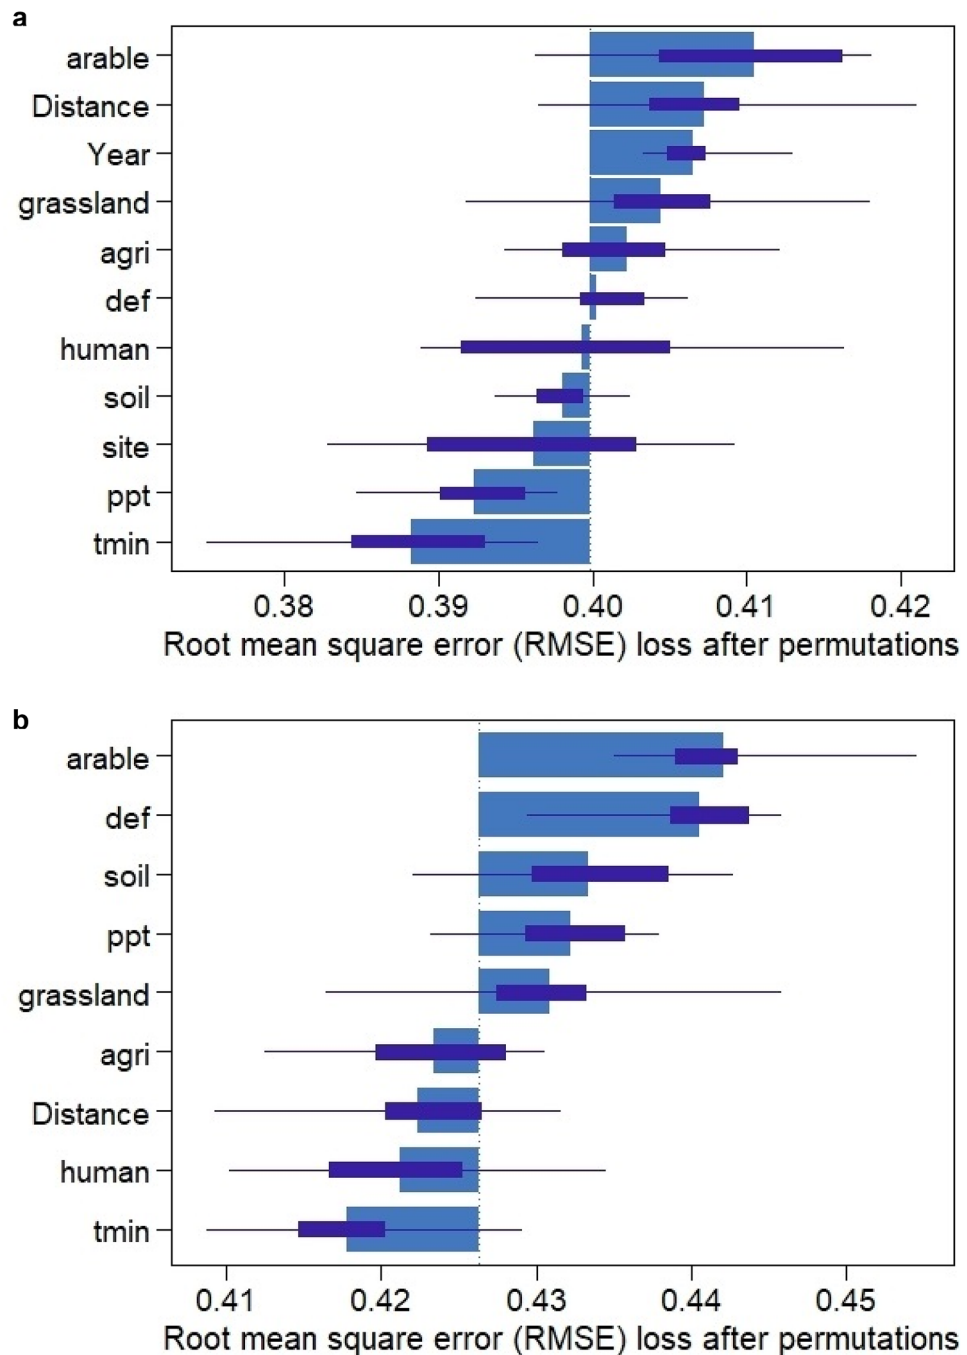 a
arable
Distance
Year
grassland
agri
def
human
soil
site
ppt
tmin
0.38 0.39 0.40 0.41 0.42
Root mean square error (RMSE) loss after permutations
b
arable
def
soil
ppt
grassland
agri
Distance
human
tmin
0.41 0.42 0.43 0.44 0.45
Root mean square error (RMSE) loss after permutations